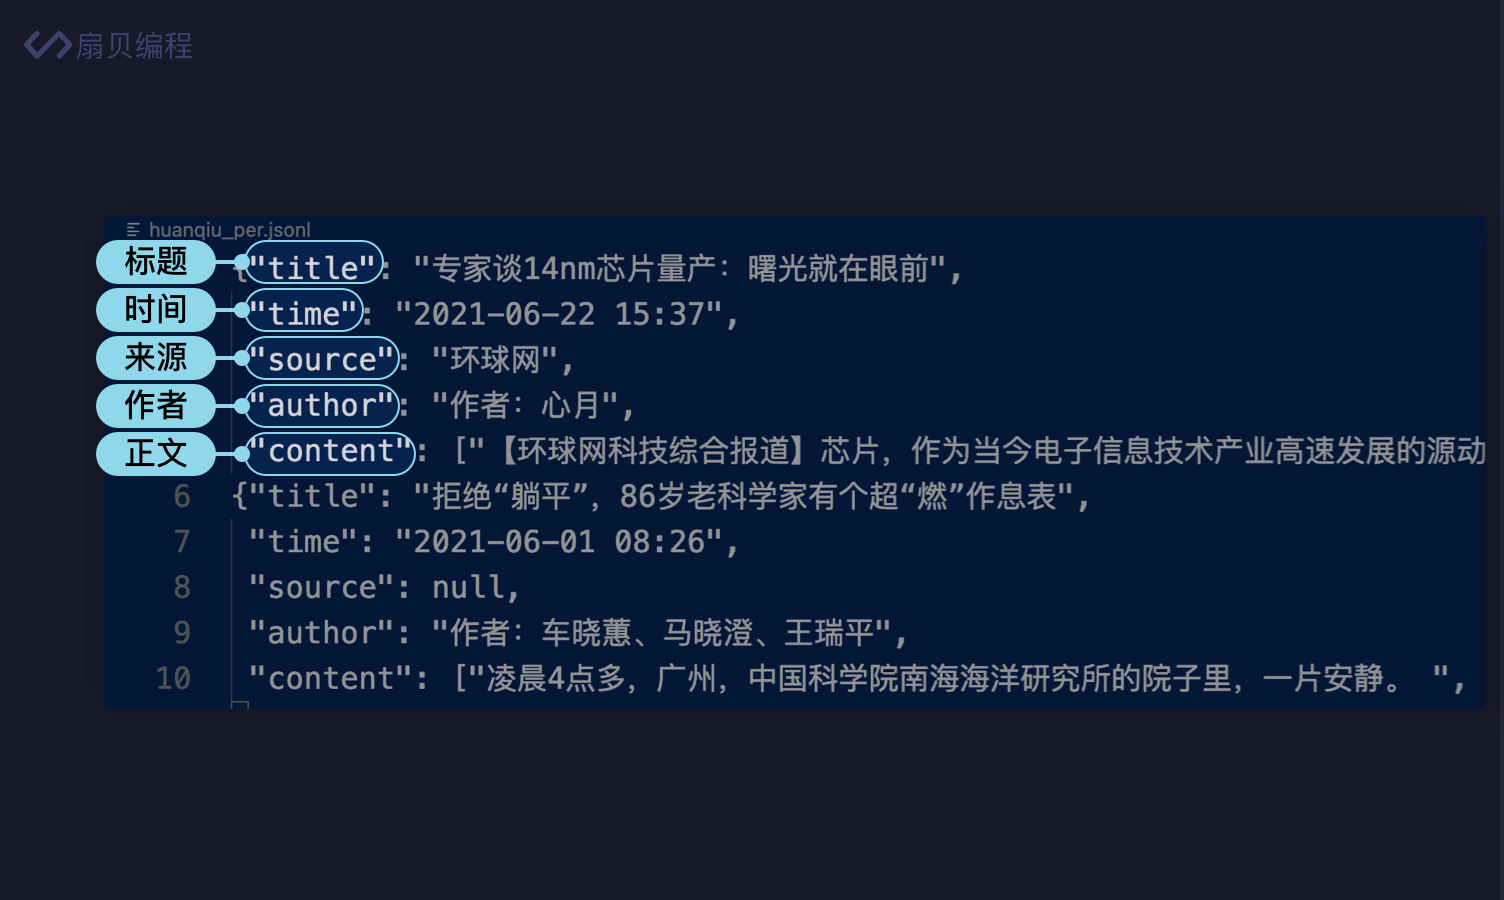 扇贝编程
huanqiu_per.jsonl
标题 {"title": "专家谈14nm芯片量产：曙光就在眼前",
时间 "time": "2021-06-22 15:37",
来源 "source": "环球网",
作者 "author": "作者：心月",
正文 "content": ["【环球网科技综合报道】芯片，作为当今电子信息技术产业高速发展的源动
6 {"title": "拒绝“躺平”，86岁老科学家有个超“燃”作息表",
7 "time": "2021-06-01 08:26",
8 "source": null,
9 "author": "作者：车晓蕙、马晓澄、王瑞平",
10 "content": ["凌晨4点多，广州，中国科学院南海海洋研究所的院子里，一片安静。 ",